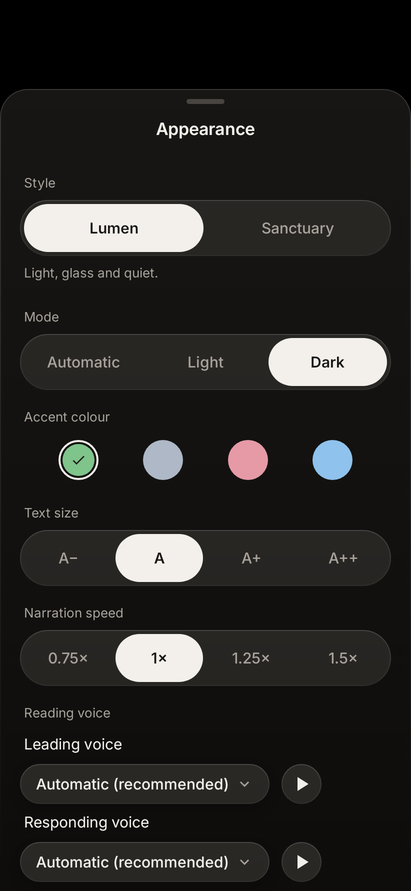 Appearance
Style
Lumen Sanctuary
Light, glass and quiet.
Mode
Automatic Light Dark
Accent colour
Text size
A− A A+ A++
Narration speed
0.75× 1× 1.25× 1.5×
Reading voice
Leading voice
Automatic (recommended)
Responding voice
Automatic (recommended)